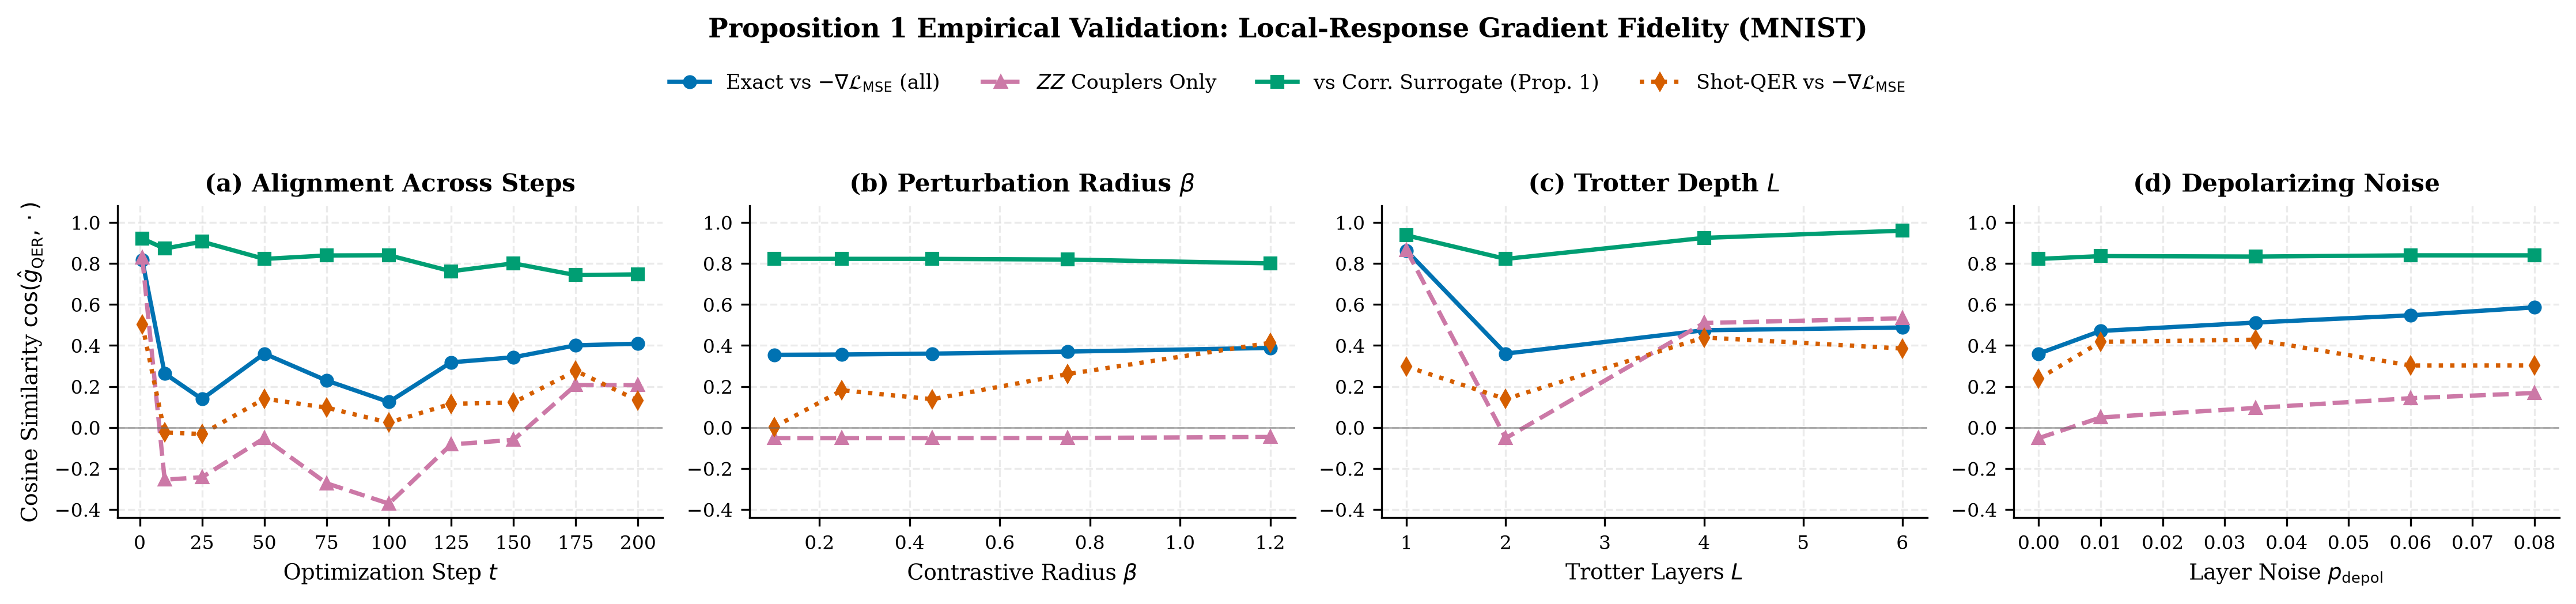 Proposition 1 Empirical Validation: Local-Response Gradient Fidelity (MNIST)
Exact vs −∇ℒ_MSE (all)
ZZ Couplers Only
vs Corr. Surrogate (Prop. 1)
Shot-QER vs −∇ℒ_MSE
(a) Alignment Across Steps
Cosine Similarity cos(ĝ_QER, ·)
1.0
0.8
0.6
0.4
0.2
0.0
−0.2
−0.4
0 25 50 75 100 125 150 175 200
Optimization Step t
(b) Perturbation Radius β
1.0
0.8
0.6
0.4
0.2
0.0
−0.2
−0.4
0.2 0.4 0.6 0.8 1.0 1.2
Contrastive Radius β
(c) Trotter Depth L
1.0
0.8
0.6
0.4
0.2
0.0
−0.2
−0.4
1 2 3 4 5 6
Trotter Layers L
(d) Depolarizing Noise
1.0
0.8
0.6
0.4
0.2
0.0
−0.2
−0.4
0.00 0.01 0.02 0.03 0.04 0.05 0.06 0.07 0.08
Layer Noise p_depol